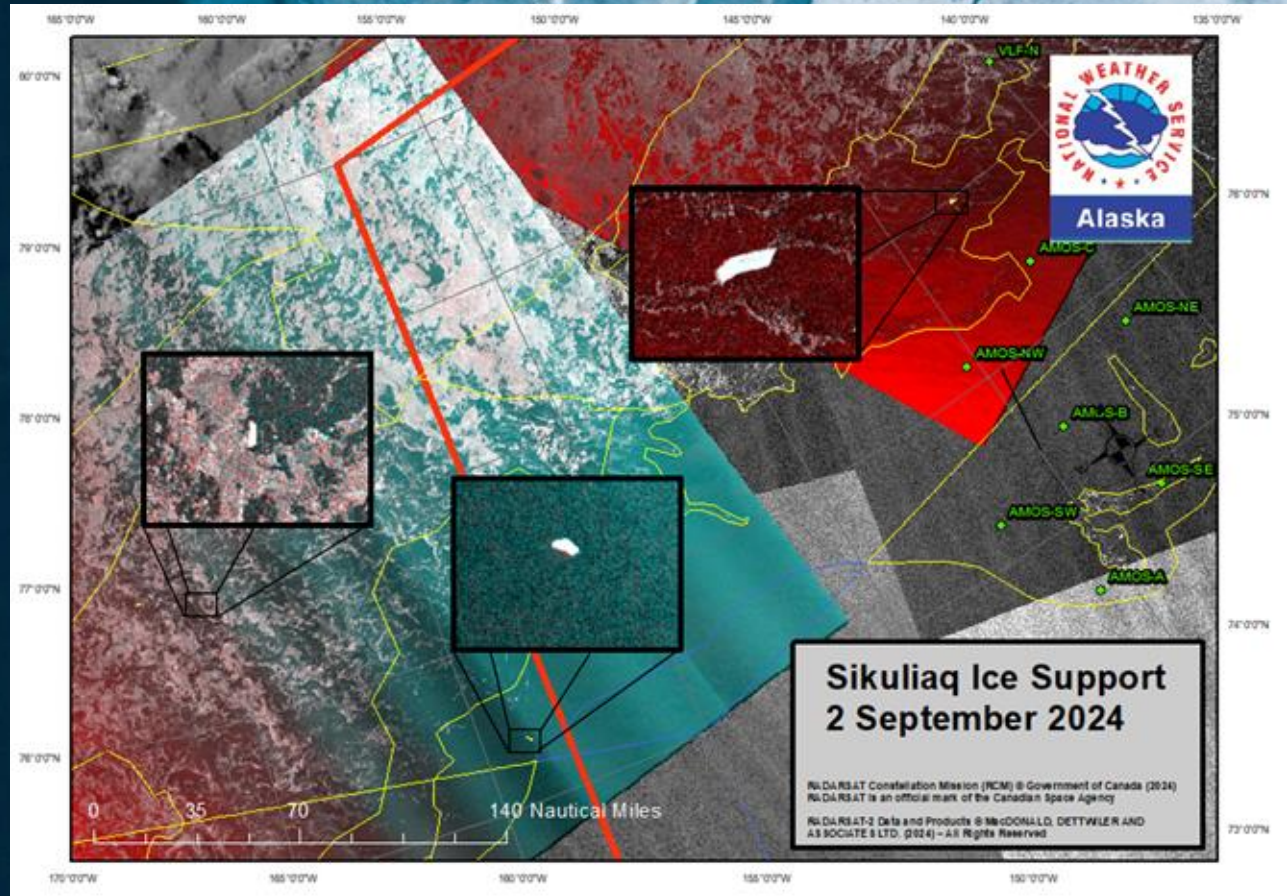 165°0'0"W
160°0'0"W
155°0'0"W
150°0'0"W
145°0'0"W
140°0'0"W
135°0'0"W
80°0'0"N
79°0'0"N
78°0'0"N
77°0'0"N
76°0'0"N
VLF-N
NATIONAL WEATHER SERVICE
Alaska
76°0'0"N
AMOS-C
AMOS-NE
AMOS-NW
75°0'0"N
AMOS-B
AMOS-SE
AMOS-SW
AMOS-A
74°0'0"N
Sikuliaq Ice Support
2 September 2024
RADARSAT Constellation Mission (RCM) © Government of Canada (2024)
RADARSAT is an official mark of the Canadian Space Agency
RADARSAT-2 Data and Products © MacDONALD, DETTWILER AND
ASSOCIATES LTD. (2024) – All Rights Reserved
73°0'0"N
0 35 70 140 Nautical Miles
170°0'0"W
165°0'0"W
160°0'0"W
155°0'0"W
150°0'0"W